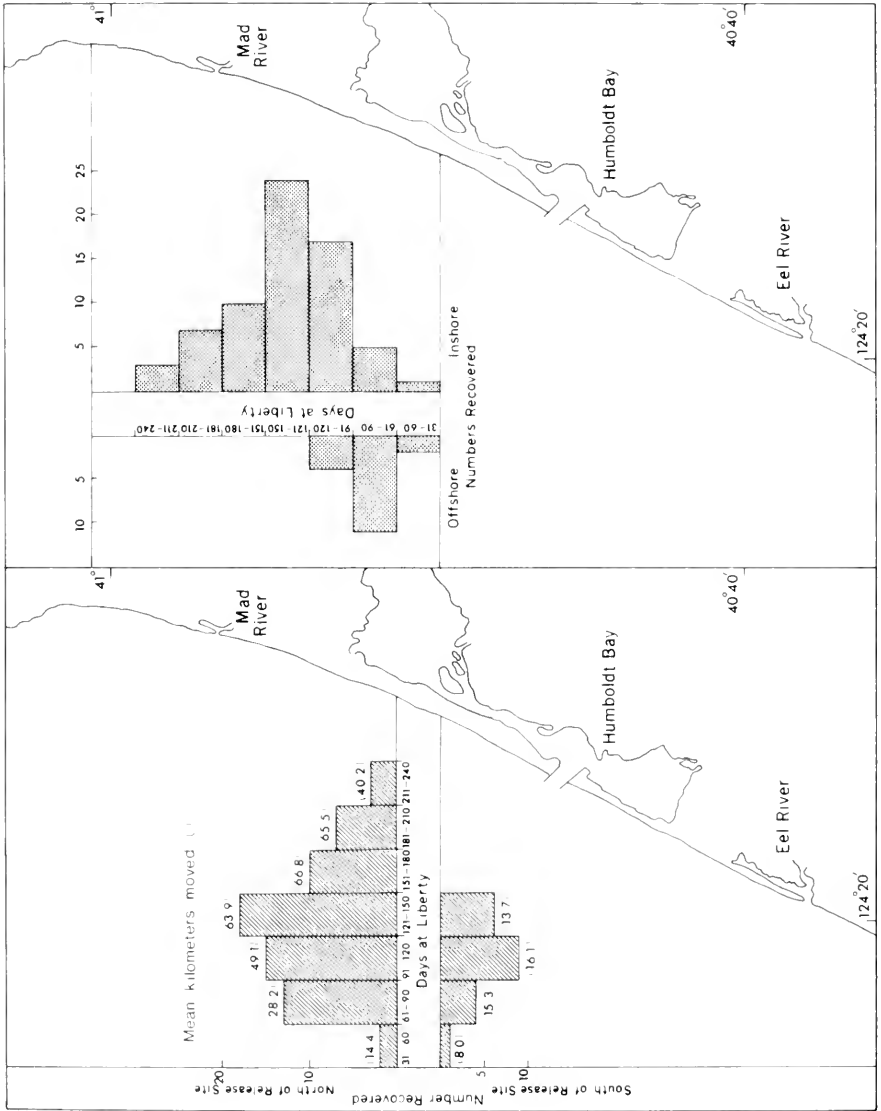 Mean kilometers moved ( )
(14.4)
(28.2)
(49.1)
(63.9)
(66.8)
(65.5)
(40.2)
31 60 61-90 91 120 121-150 151-180 181-210 211-240
Days at Liberty
(8.0)
15.3
(16.1)
13.7
20
10
5
10
North of Release Site
South of Release Site
Number Recovered
41°
Mad
River
Humboldt Bay
Eel River
40°40'
124°20'
10
5
5
10
15
20
25
31-60 61-90 91-120 121-150 151-180 181-210 211-240
Days at Liberty
Offshore
Inshore
Numbers Recovered
41°
Mad
River
Humboldt Bay
Eel River
40°40'
124°20'